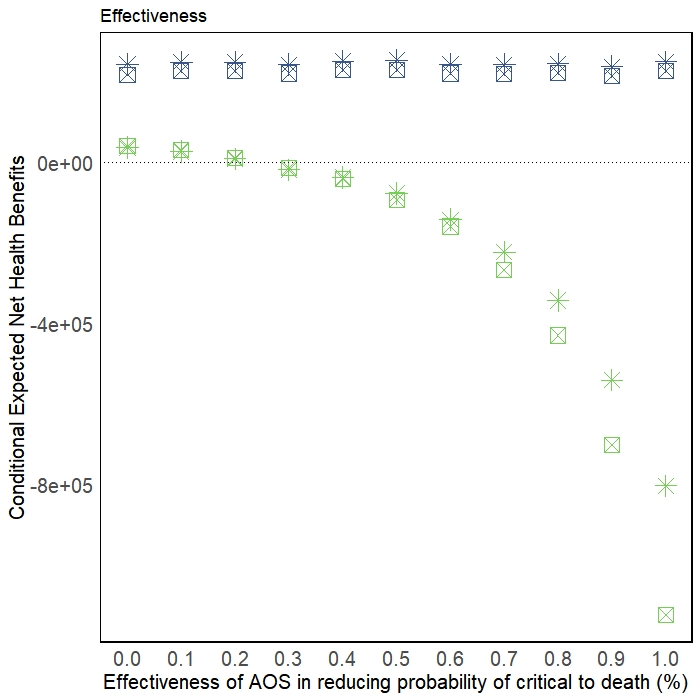 Effectiveness
Conditional Expected Net Health Benefits
0e+00
-4e+05
-8e+05
0.0 0.1 0.2 0.3 0.4 0.5 0.6 0.7 0.8 0.9 1.0
Effectiveness of AOS in reducing probability of critical to death (%)